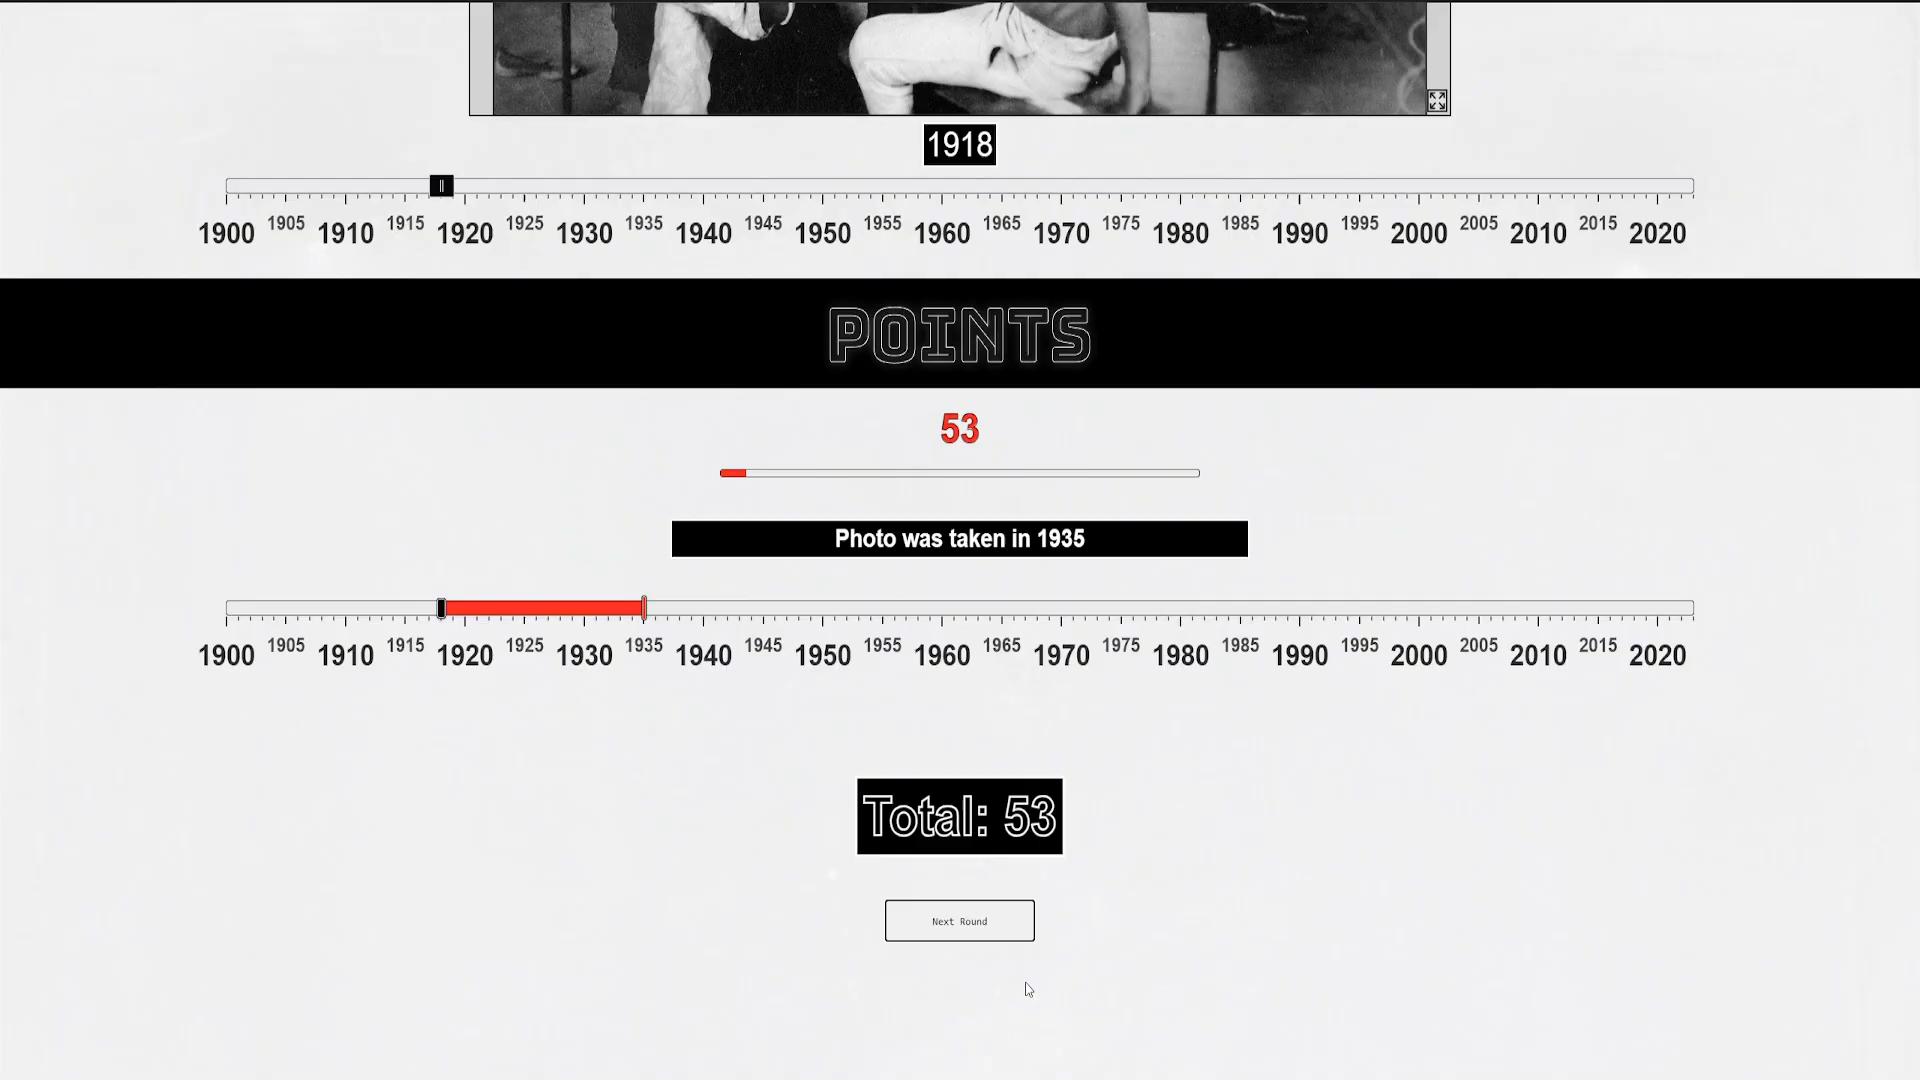 1918
1900 1905 1910 1915 1920 1925 1930 1935 1940 1945 1950 1955 1960 1965 1970 1975 1980 1985 1990 1995 2000 2005 2010 2015 2020
POINTS
53
Photo was taken in 1935
1900 1905 1910 1915 1920 1925 1930 1935 1940 1945 1950 1955 1960 1965 1970 1975 1980 1985 1990 1995 2000 2005 2010 2015 2020
Total: 53
Next Round